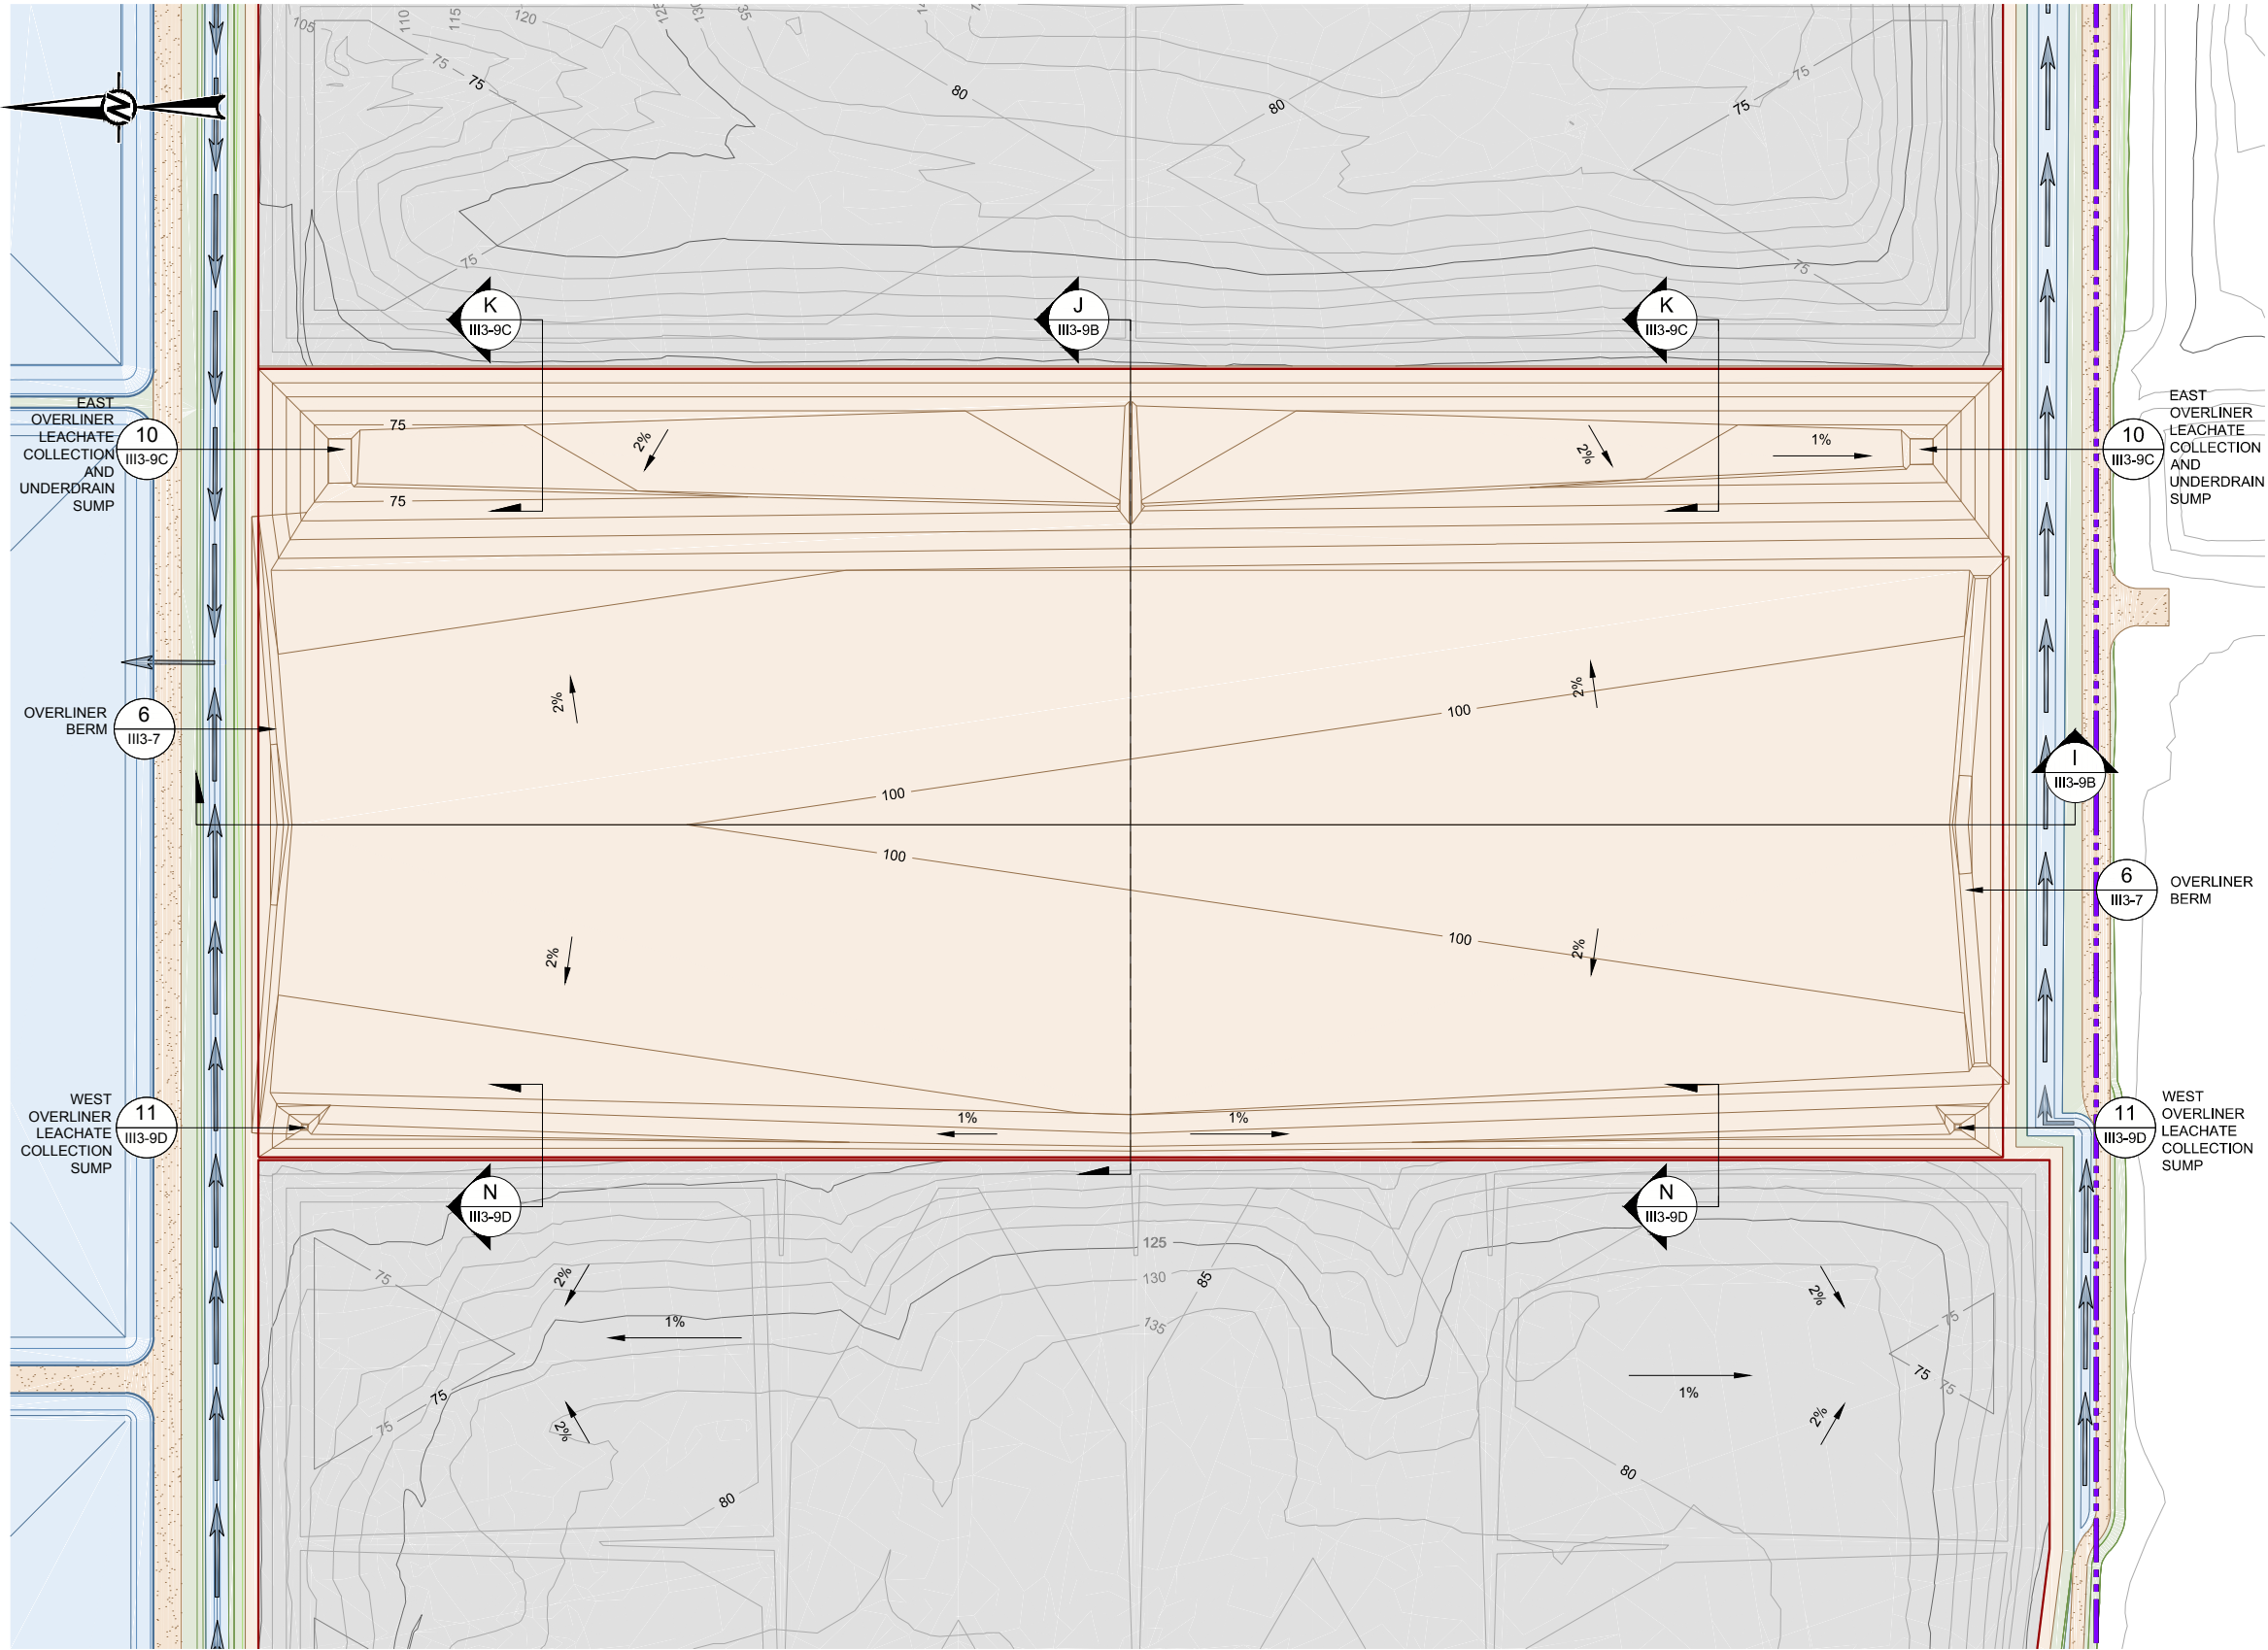 105
110
115
120
75
75
80
80
75
75
75
75
N
K
III3-9C
J
III3-9B
K
III3-9C
EAST
OVERLINER
LEACHATE
COLLECTION
AND
UNDERDRAIN
SUMP
10
III3-9C
75
75
2%
2%
1%
10
III3-9C
EAST
OVERLINER
LEACHATE
COLLECTION
AND
UNDERDRAIN
SUMP
OVERLINER
BERM
6
III3-7
2%
2%
100
100
100
100
I
III3-9B
6
III3-7
OVERLINER
BERM
2%
2%
WEST
OVERLINER
LEACHATE
COLLECTION
SUMP
11
III3-9D
1%
1%
11
III3-9D
WEST
OVERLINER
LEACHATE
COLLECTION
SUMP
N
III3-9D
N
III3-9D
125
130
135
85
75
2%
1%
2%
75
75
1%
75
75
75
2%
2%
80
80